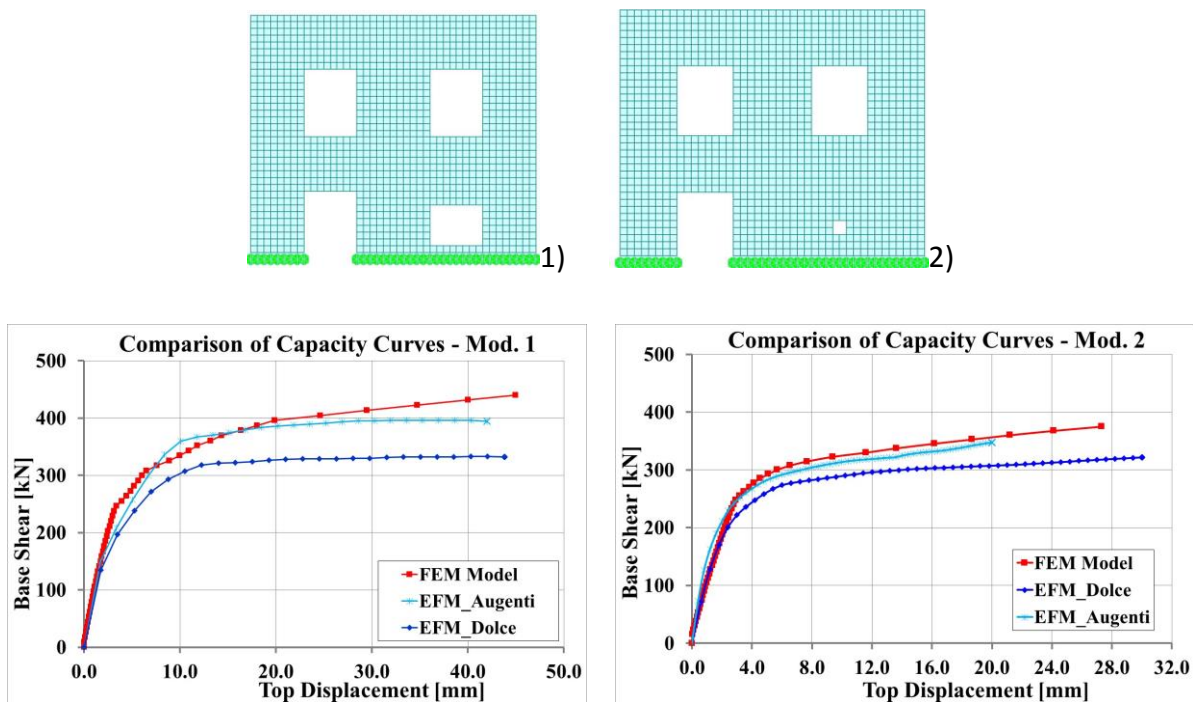 1)
2)
Comparison of Capacity Curves - Mod. 1
500
400
300
200
100
0
Base Shear [kN]
FEM Model
EFM_Augenti
EFM_Dolce
0.0 10.0 20.0 30.0 40.0 50.0
Top Displacement [mm]
Comparison of Capacity Curves - Mod. 2
500
400
300
200
100
0
Base Shear [kN]
FEM Model
EFM_Dolce
EFM_Augenti
0.0 4.0 8.0 12.0 16.0 20.0 24.0 28.0 32.0
Top Displacement [mm]